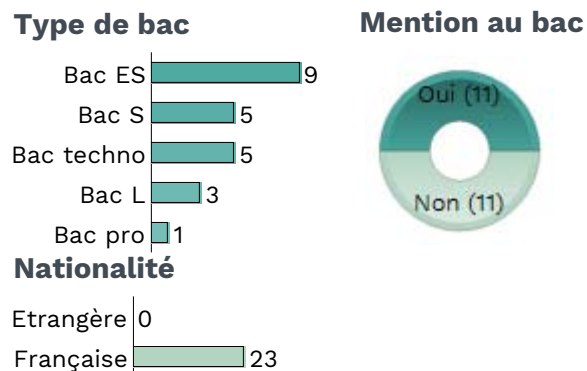 Type de bac
Bac ES 9
Bac S 5
Bac techno 5
Bac L 3
Bac pro 1
Mention au bac
Oui (11)
Non (11)
Nationalité
Etrangère 0
Française 23